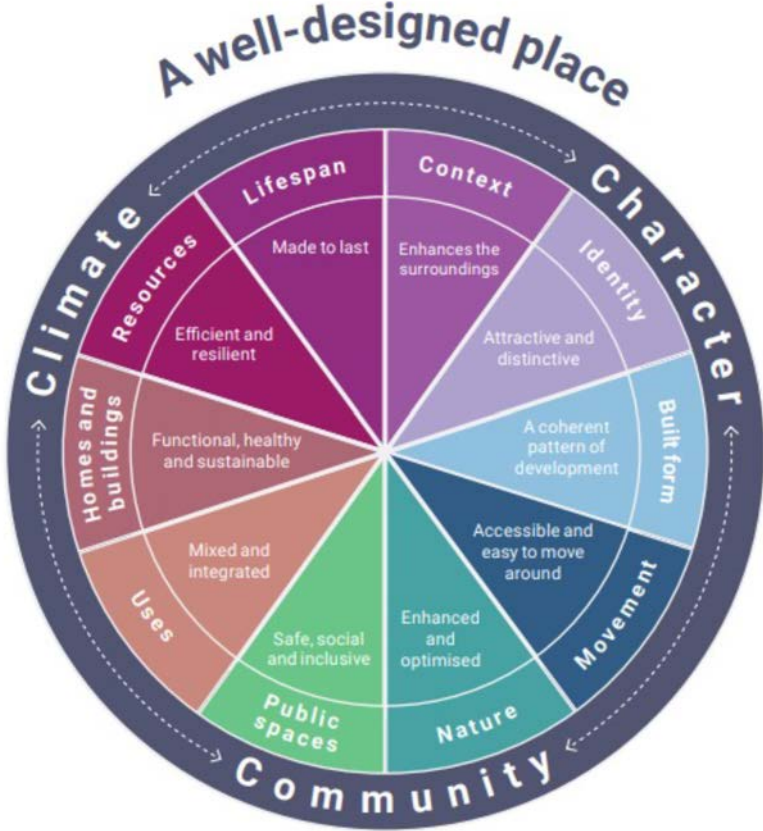 A well-designed place
Climate
Character
Community
Context
Enhances the
surroundings
Identity
Attractive and
distinctive
Built form
A coherent
pattern of
development
Movement
Accessible and
easy to move
around
Nature
Enhanced
and
optimised
Public
spaces
Safe, social
and inclusive
Uses
Mixed and
integrated
Homes and
buildings
Functional, healthy
and sustainable
Resources
Efficient and
resilient
Lifespan
Made to last